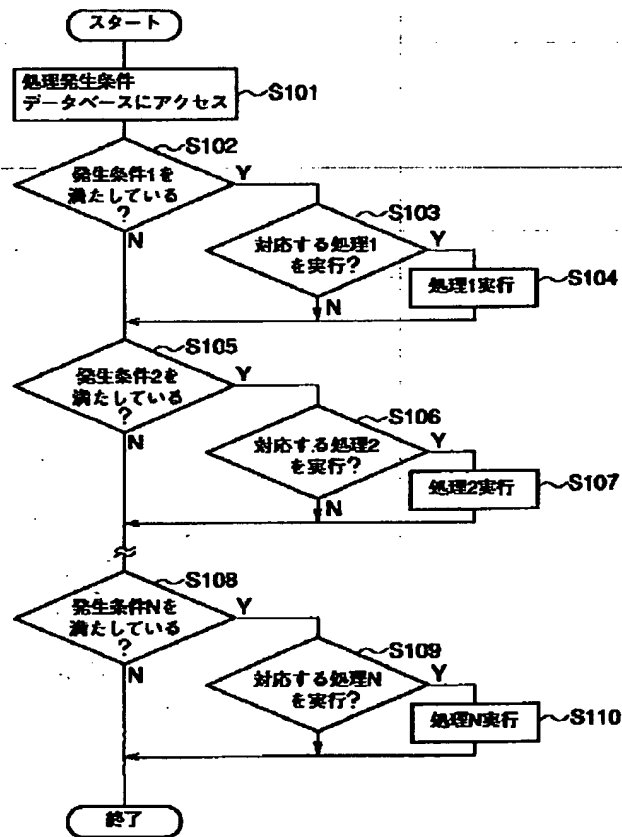 スタート
処理発生条件
データベースにアクセス
S101
S102
発生条件1を
満たしている
?
Y
N
S103
対応する処理1
を実行?
Y
N
処理1実行
S104
S105
発生条件2を
満たしている
?
Y
N
S106
対応する処理2
を実行?
Y
N
処理2実行
S107
S108
発生条件Nを
満たしている
?
Y
N
S109
対応する処理N
を実行?
Y
処理N実行
S110
終了